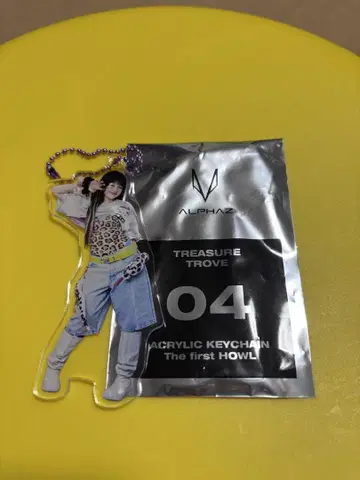 ALPHAZ
TREASURE
TROVE
04
ACRYLIC KEYCHAIN
The first HOWL